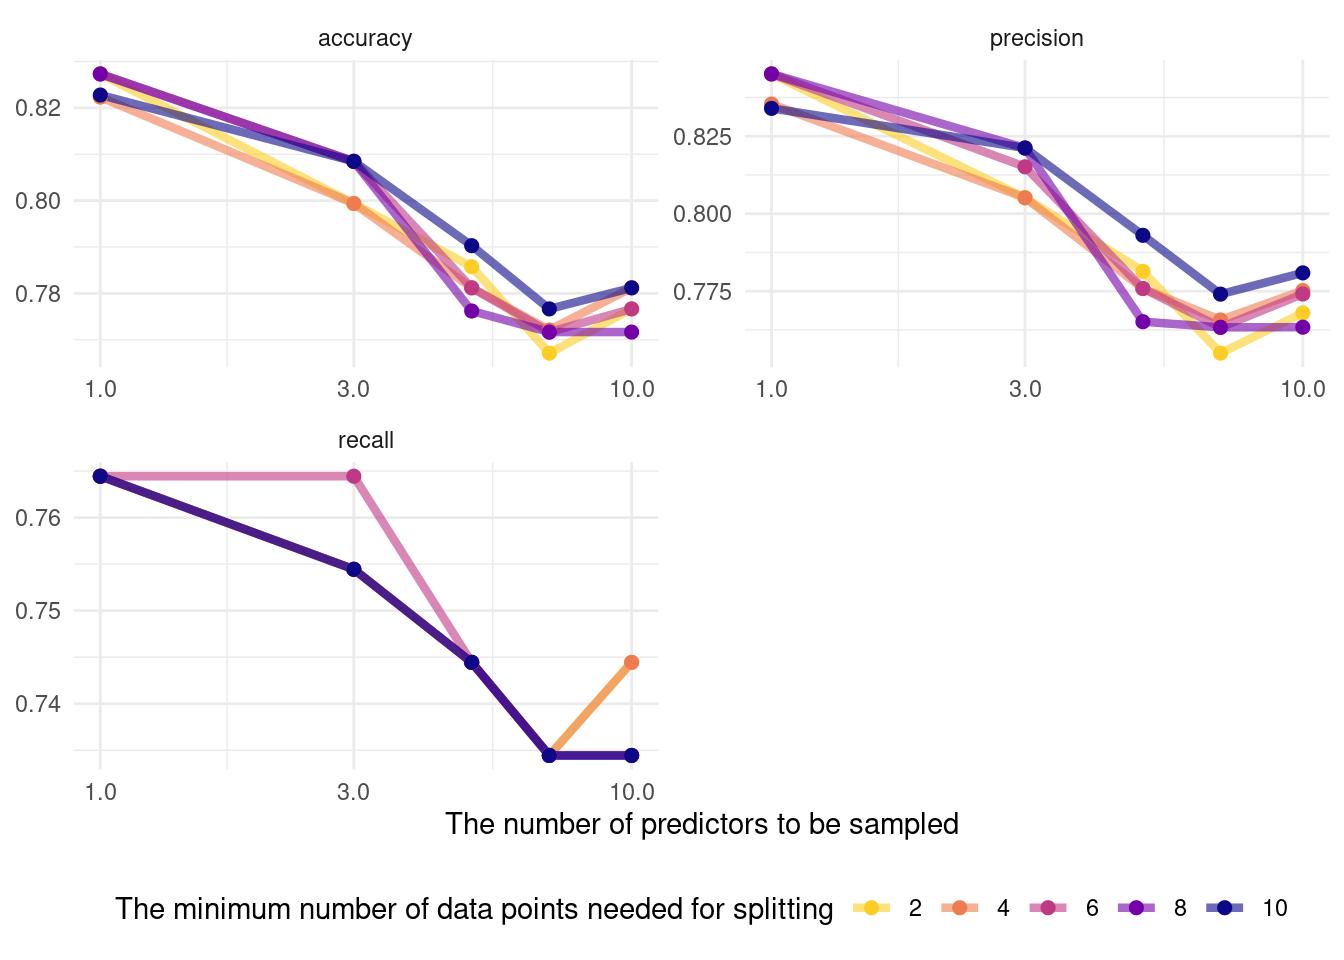 accuracy
precision
0.82
0.80
0.78
1.0 3.0 10.0
0.825
0.800
0.775
1.0 3.0 10.0
recall
0.76
0.75
0.74
1.0 3.0 10.0
The number of predictors to be sampled
The minimum number of data points needed for splitting 2 4 6 8 10